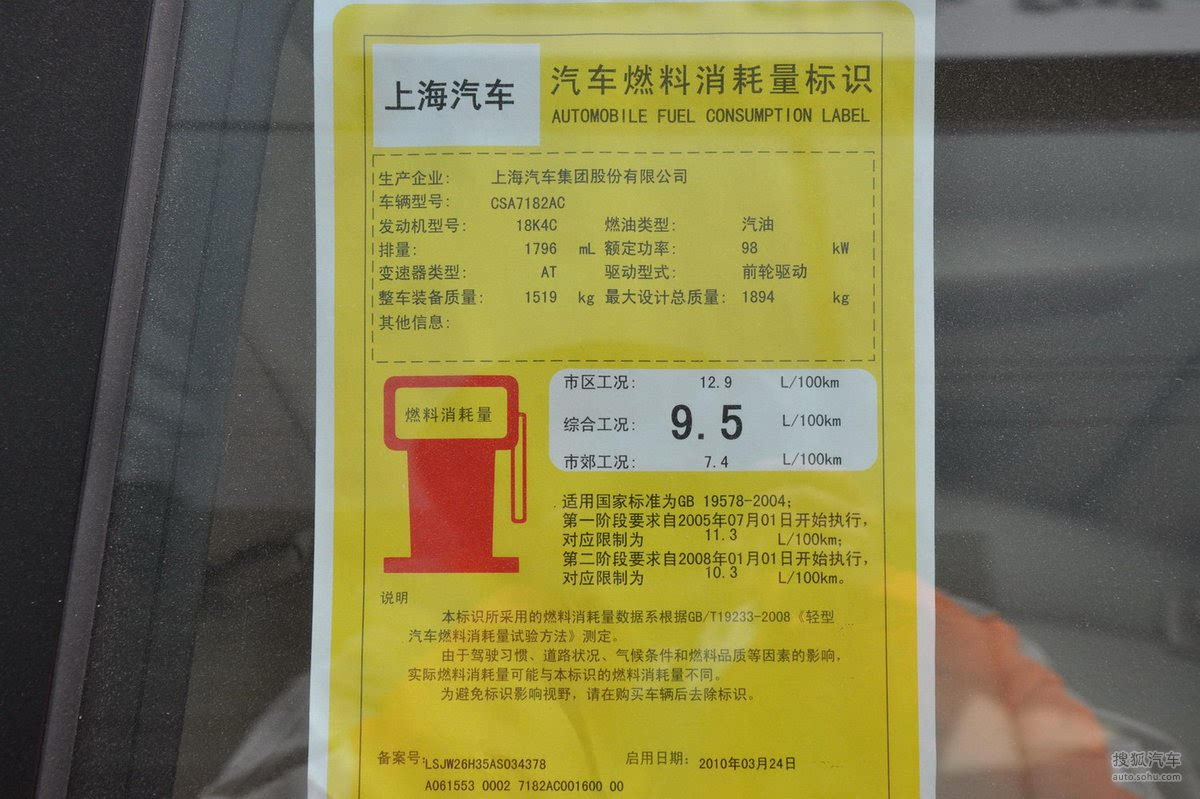 上海汽车
汽车燃料消耗量标识
AUTOMOBILE FUEL CONSUMPTION LABEL
生产企业: 上海汽车集团股份有限公司
车辆型号: CSA7182AC
发动机型号: 18K4C 燃油类型: 汽油
排量: 1796 mL 额定功率: 98 kW
变速器类型: AT 驱动型式: 前轮驱动
整车装备质量: 1519 kg 最大设计总质量: 1894 kg
其他信息:
燃料消耗量
市区工况: 12.9 L/100km
综合工况: 9.5 L/100km
市郊工况: 7.4 L/100km
适用国家标准为GB 19578-2004;
第一阶段要求自2005年07月01日开始执行,
对应限制为 11.3 L/100km;
第二阶段要求自2008年01月01日开始执行,
对应限制为 10.3 L/100km。
说明
本标识所采用的燃料消耗量数据系根据GB/T19233-2008《轻型
汽车燃料消耗量试验方法》测定。
由于驾驶习惯、道路状况、气候条件和燃料品质等因素的影响,
实际燃料消耗量可能与本标识的燃料消耗量不同。
为避免标识影响视野,请在购买车辆后去除标识。
备案号:LSJW26H35AS034378 启用日期: 2010年03月24日
A061553 0002 7182AC001600 00
搜狐汽车
auto.sohu.com